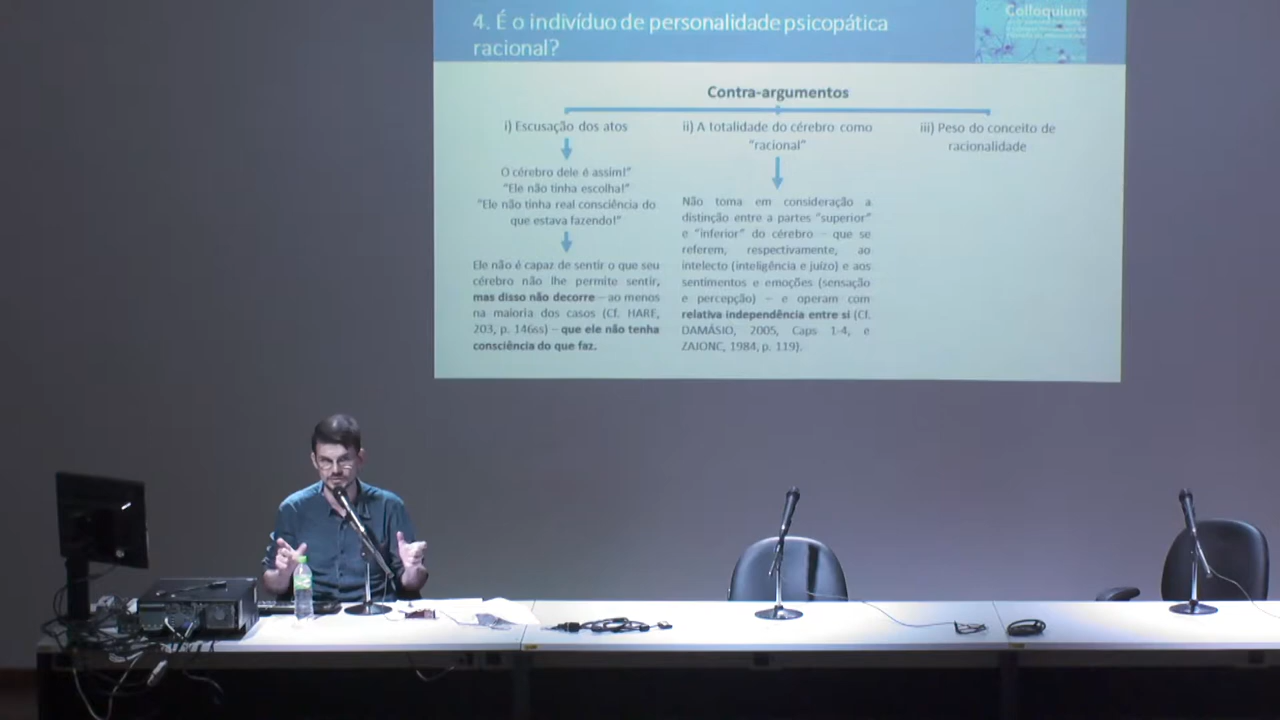 4. É o indivíduo de personalidade psicopática
racional?
Colloquium
Contra-argumentos
i) Escusação dos atos
O cérebro dele é assim!"
"Ele não tinha escolha!"
"Ele não tinha real consciência do
que estava fazendo!"
Ele não é capaz de sentir o que seu
cérebro não lhe permite sentir,
mas disso não decorre – ao menos
na maioria dos casos (Cf. HARE,
203, p. 146ss) – que ele não tenha
consciência do que faz.
ii) A totalidade do cérebro como
"racional"
Não toma em consideração a
distinção entre a partes "superior"
e "inferior" do cérebro – que se
referem, respectivamente, ao
intelecto (inteligência e juízo) e aos
sentimentos e emoções (sensação
e percepção) – e operam com
relativa independência entre si (Cf.
DAMÁSIO, 2005, Caps 1-4, e
ZAJONC, 1984, p. 119).
iii) Peso do conceito de
racionalidade